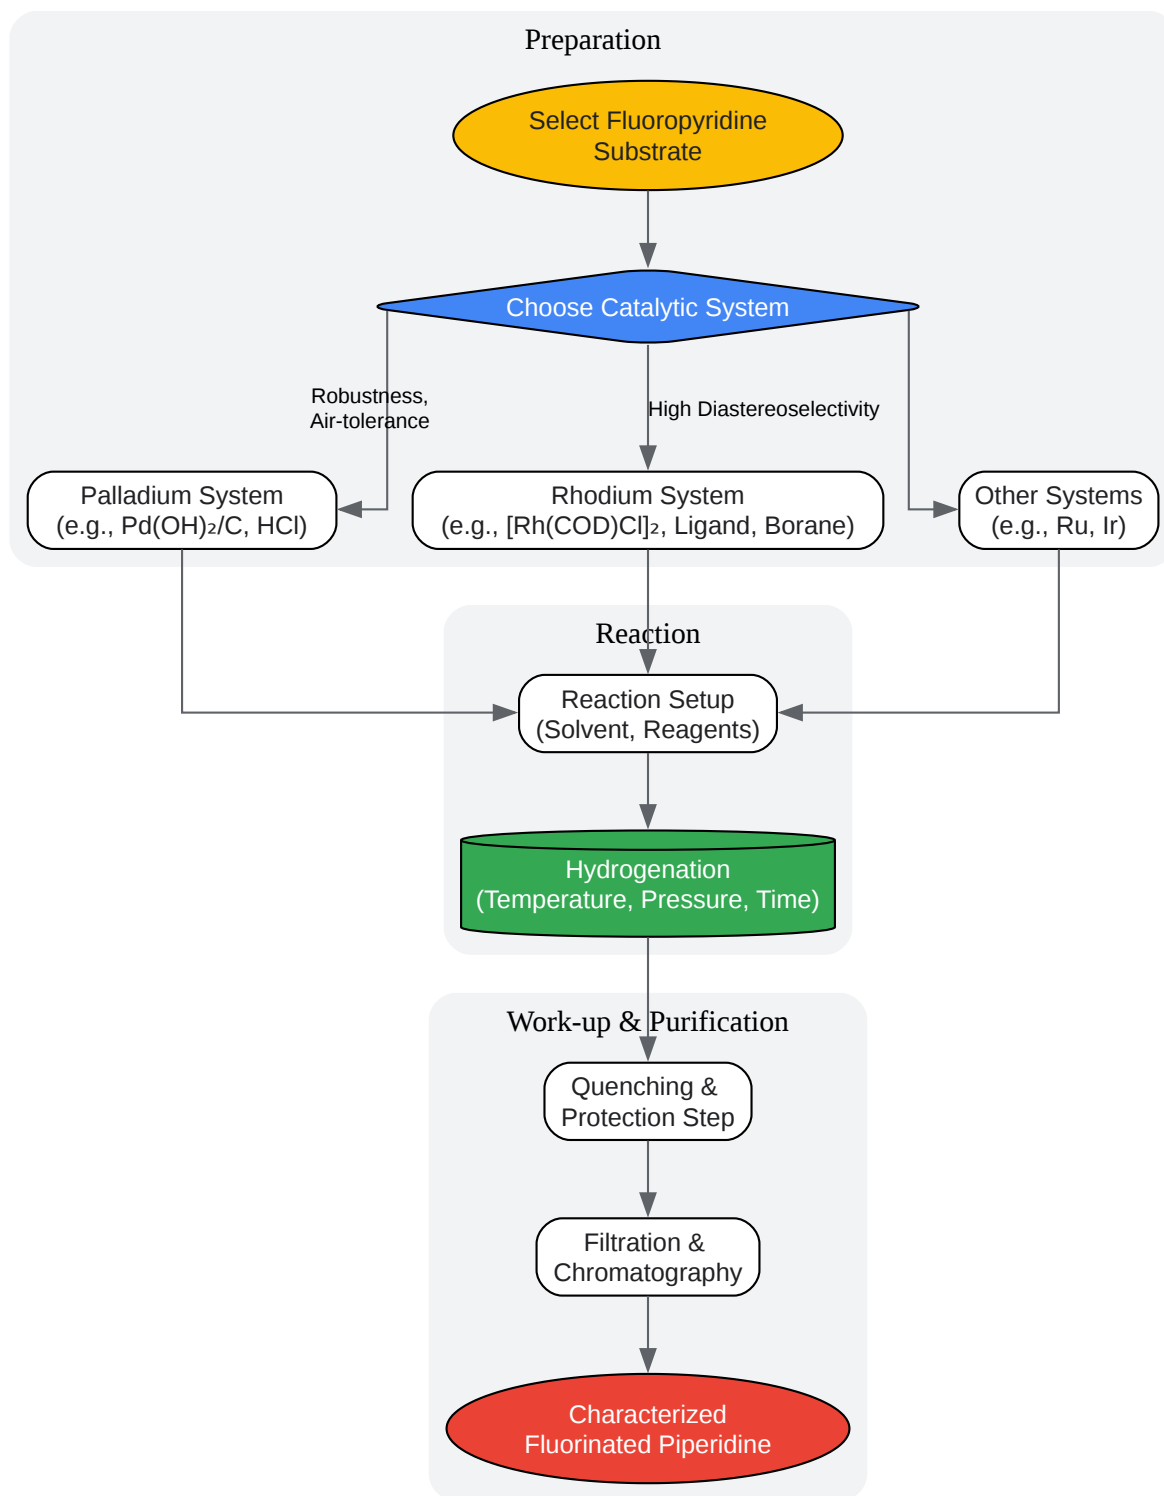 Preparation
Select Fluoropyridine
Substrate
Choose Catalytic System
Robustness,
Air-tolerance
High Diastereoselectivity
Palladium System
(e.g., Pd(OH)₂/C, HCl)
Rhodium System
(e.g., [Rh(COD)Cl]₂, Ligand, Borane)
Other Systems
(e.g., Ru, Ir)
Reaction
Reaction Setup
(Solvent, Reagents)
Hydrogenation
(Temperature, Pressure, Time)
Work-up & Purification
Quenching &
Protection Step
Filtration &
Chromatography
Characterized
Fluorinated Piperidine